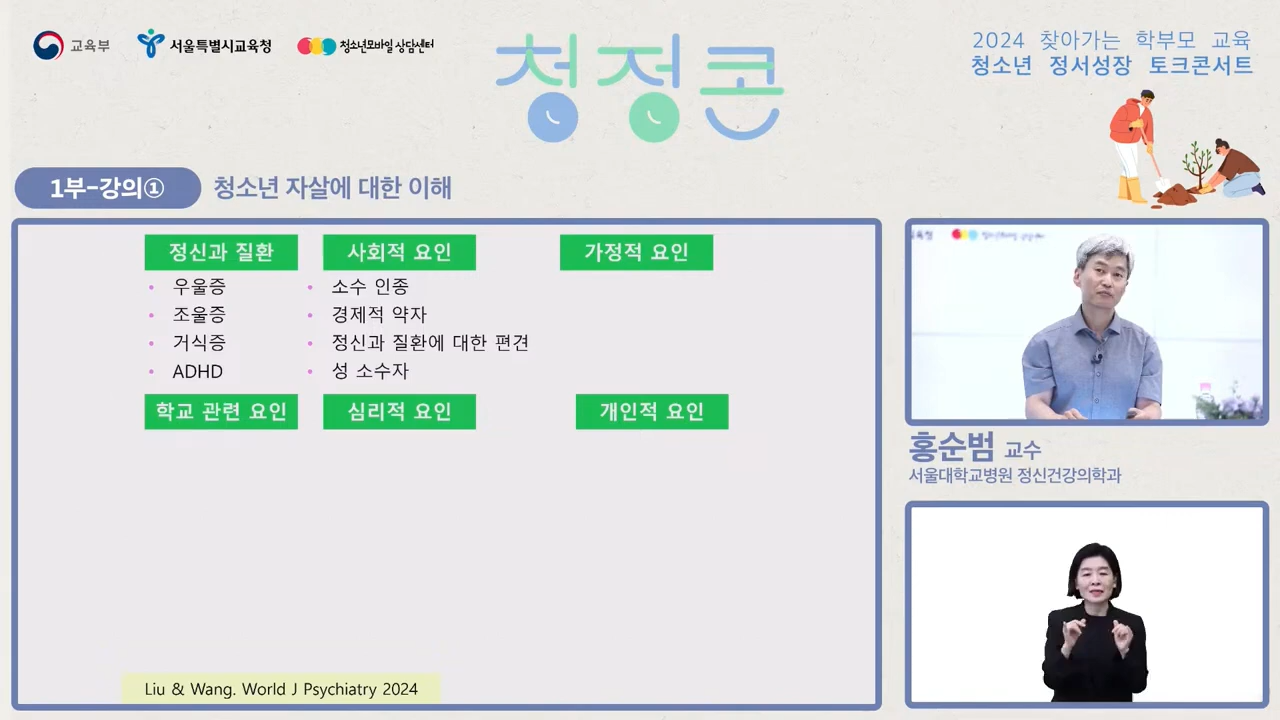 교육부
서울특별시교육청
청소년모바일 상담센터
청정콘
2024 찾아가는 학부모 교육
청소년 정서성장 토크콘서트
1부-강의①
청소년 자살에 대한 이해
정신과 질환
• 우울증
• 조울증
• 거식증
• ADHD
사회적 요인
• 소수 인종
• 경제적 약자
• 정신과 질환에 대한 편견
• 성 소수자
가정적 요인
학교 관련 요인
심리적 요인
개인적 요인
Liu & Wang. World J Psychiatry 2024
홍순범 교수
서울대학교병원 정신건강의학과